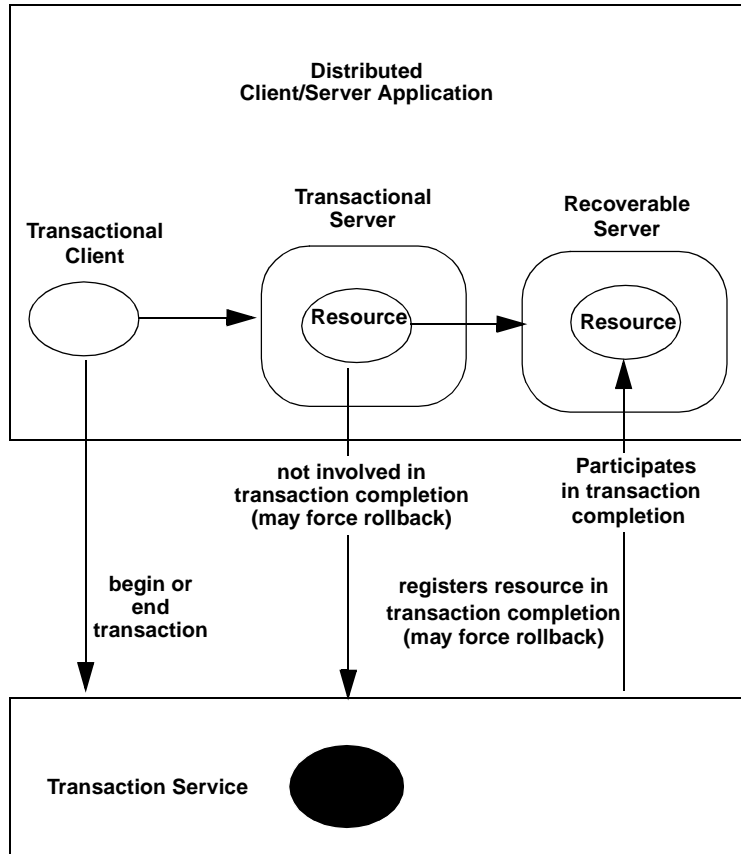 Distributed
Client/Server Application
Transactional
Server
Recoverable
Server
Transactional
Client
Resource
Resource
not involved in
transaction completion
(may force rollback)
Participates
in transaction
completion
begin or
end
transaction
registers resource in
transaction completion
(may force rollback)
Transaction Service